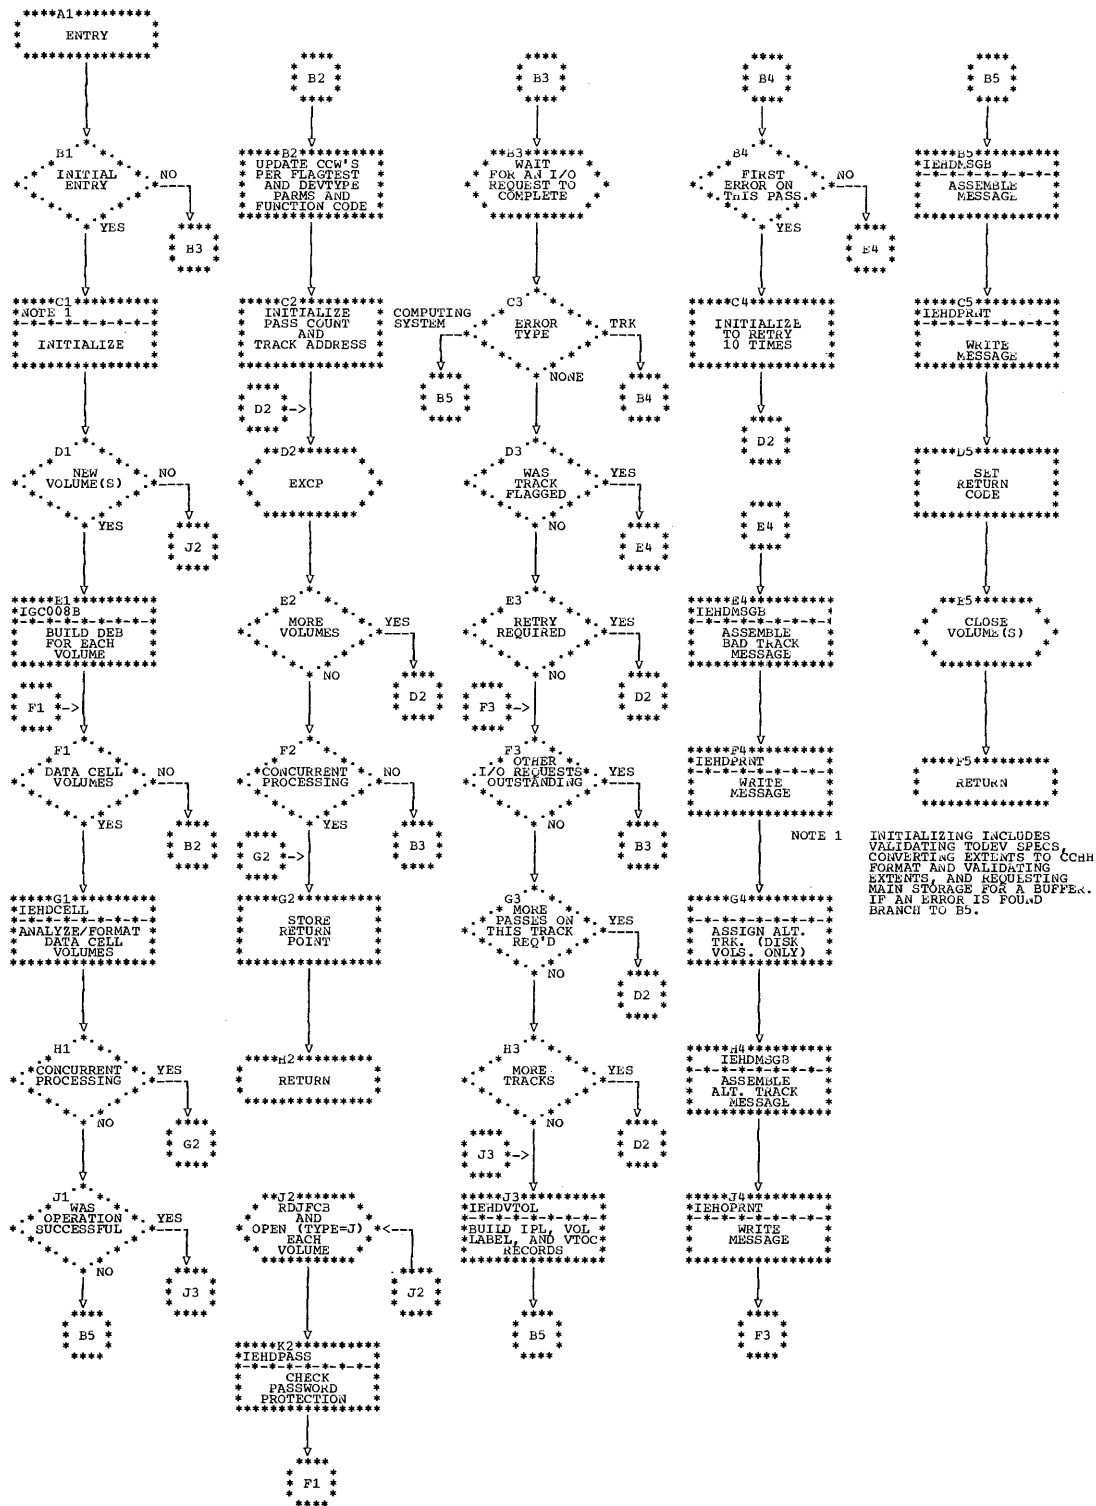 A1
ENTRY
B1
INITIAL
ENTRY
NO
B3
YES
C1
NOTE 1
INITIALIZE
D1
NEW
VOLUME(S)
NO
J2
YES
E1
IGC008B
BUILD DEB
FOR EACH
VOLUME
F1 ->
F1
DATA CELL
VOLUMES
NO
B2
YES
G1
IEHDCELL
ANALYZE/FORMAT
DATA CELL
VOLUMES
H1
CONCURRENT
PROCESSING
YES
G2
NO
J1
WAS
OPERATION
SUCCESSFUL
YES
J3
NO
B5
B2
B2
UPDATE CCW'S
PER FLAGTEST
AND DEVTYPE
PARMS AND
FUNCTION CODE
C2
INITIALIZE
PASS COUNT
AND
TRACK ADDRESS
D2 ->
D2
EXCP
E2
MORE
VOLUMES
YES
D2
NO
F2
CONCURRENT
PROCESSING
NO
B3
YES
G2 ->
G2
STORE
RETURN
POINT
H2
RETURN
J2
RDJFCB
AND
OPEN (TYPE=J)
EACH
VOLUME
J2
K2
IEHDPASS
CHECK
PASSWORD
PROTECTION
F1
B3
B3
WAIT
FOR AN I/O
REQUEST TO
COMPLETE
C3
ERROR
TYPE
COMPUTING
SYSTEM
B5
TRK
B4
NONE
D3
WAS
TRACK
FLAGGED
YES
E4
NO
E3
RETRY
REQUIRED
YES
D2
NO
F3 ->
F3
OTHER
I/O REQUESTS
OUTSTANDING
YES
B3
NO
G3
MORE
PASSES ON
THIS TRACK
REQ'D
YES
D2
NO
H3
MORE
TRACKS
YES
D2
NO
J3 ->
J3
IEHDVTOL
BUILD IPL, VOL
LABEL, AND VTOC
RECORDS
B5
B4
B4
FIRST
ERROR ON
THIS PASS.
NO
E4
YES
C4
INITIALIZE
TO RETRY
10 TIMES
D2
E4
E4
IEHDMSGB
ASSEMBLE
BAD TRACK
MESSAGE
F4
IEHDPRNT
WRITE
MESSAGE
G4
ASSIGN ALT.
TRK. (DISK
VOLS. ONLY)
H4
IEHDMSGB
ASSEMBLE
ALT. TRACK
MESSAGE
J4
IEHOPRNT
WRITE
MESSAGE
F3
B5
B5
IEHDMSGB
ASSEMBLE
MESSAGE
C5
IEHDPRNT
WRITE
MESSAGE
D5
SET
RETURN
CODE
E5
CLOSE
VOLUME(S)
F5
RETURN
NOTE 1 INITIALIZING INCLUDES
VALIDATING TODEV SPECS,
CONVERTING EXTENTS TO CCHH
FORMAT AND VALIDATING
EXTENTS, AND REQUESTING
MAIN STORAGE FOR A BUFFER.
IF AN ERROR IS FOUND
BRANCH TO B5.